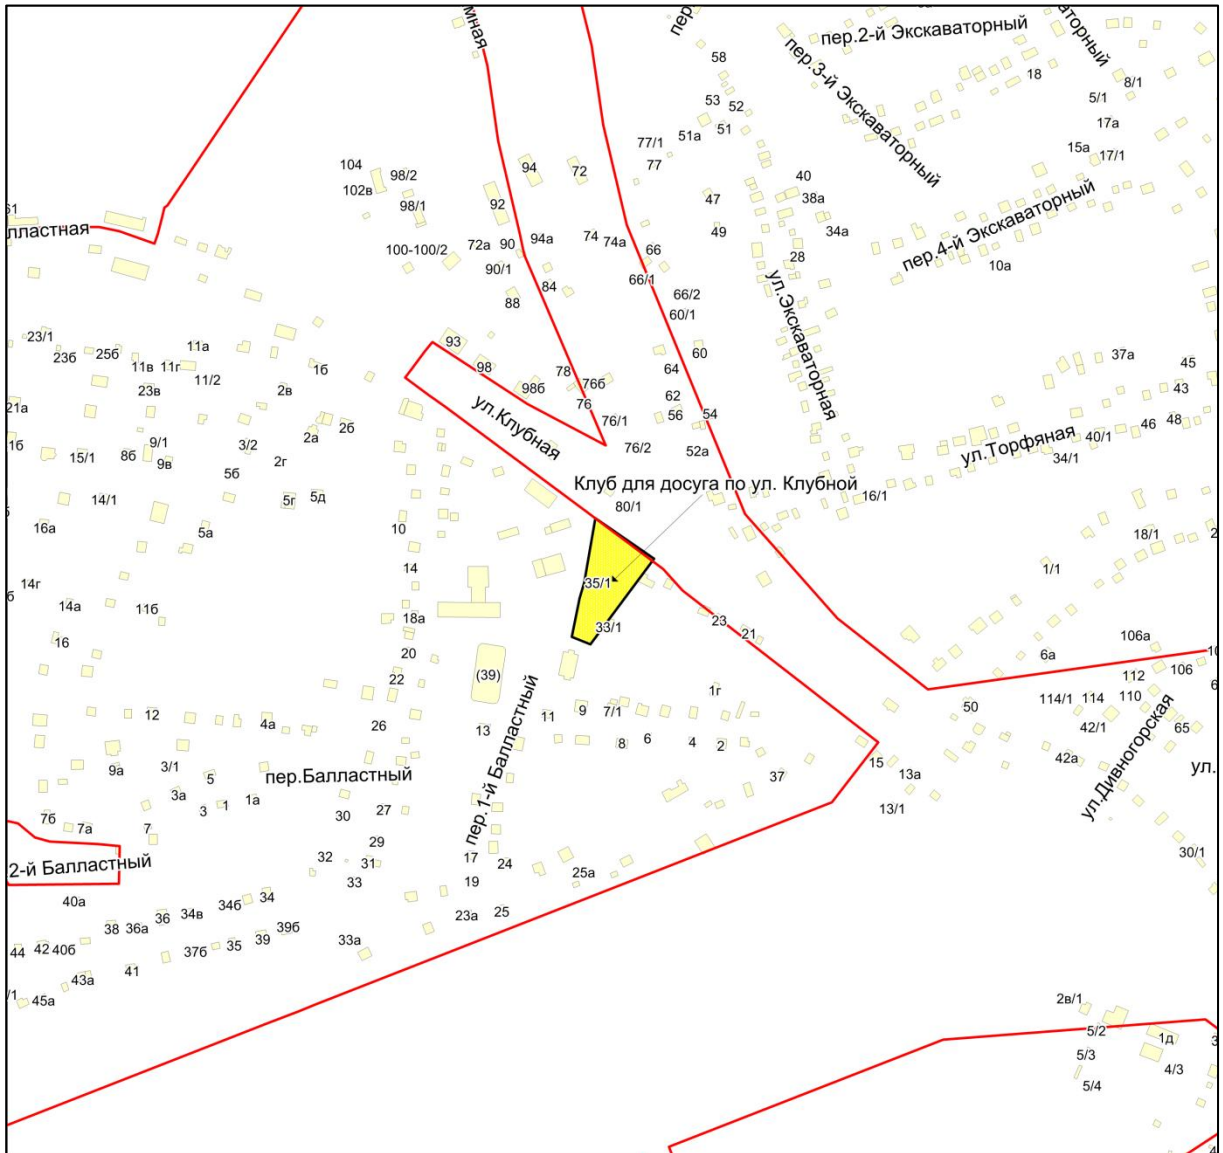 пер.2-й Экскаваторный
пер.3-й Экскаваторный
58
18
8/1
5/1
53
52
17а
51а
51
77/1
15а
17/1
104
98/2
94
72
77
40
102в
98/1
92
47
38а
пер.4-й Экскаваторный
74
74а
49
34а
100-100/2
72а
90
94а
66
28
10а
90/1
84
66/1
ул.Экскаваторная
88
66/2
60/1
23/1
23б
25б
11а
11в
11г
11/2
1б
93
98
98б
78
76б
76
60
64
37а
45
43
21а
23в
2в
ул.Клубная
62
56
54
76/1
76/2
52а
ул.Торфяная
40/1
46
48
34/1
1б
9/1
15/1
8б
9в
3/2
2а
2б
2г
5б
Клуб для досуга по ул. Клубной
80/1
16/1
14/1
5г
5д
16а
5а
10
18/1
14г
14а
11б
14
35/1
1/1
16
18а
33/1
23
21
20
106а
6а
22
(39)
1г
112
106
114/1
114
110
50
42/1
65
12
4а
26
13
11
9
7/1
8
6
4
2
ул.Дивногорская
9а
3/1
5
пер.Балластный
пер. 1-й Балластный
37
15
13а
13/1
42а
3а
3
1
1а
30
27
7б
7а
7
29
30/1
2-й Балластный
32
31
33
17
24
19
25а
40а
38
36а
36
34в
34б
34
23а
25
44
42
40б
37б
35
39
39б
33а
43а
41
45а
2в/1
5/2
1д
5/3
4/3
5/4